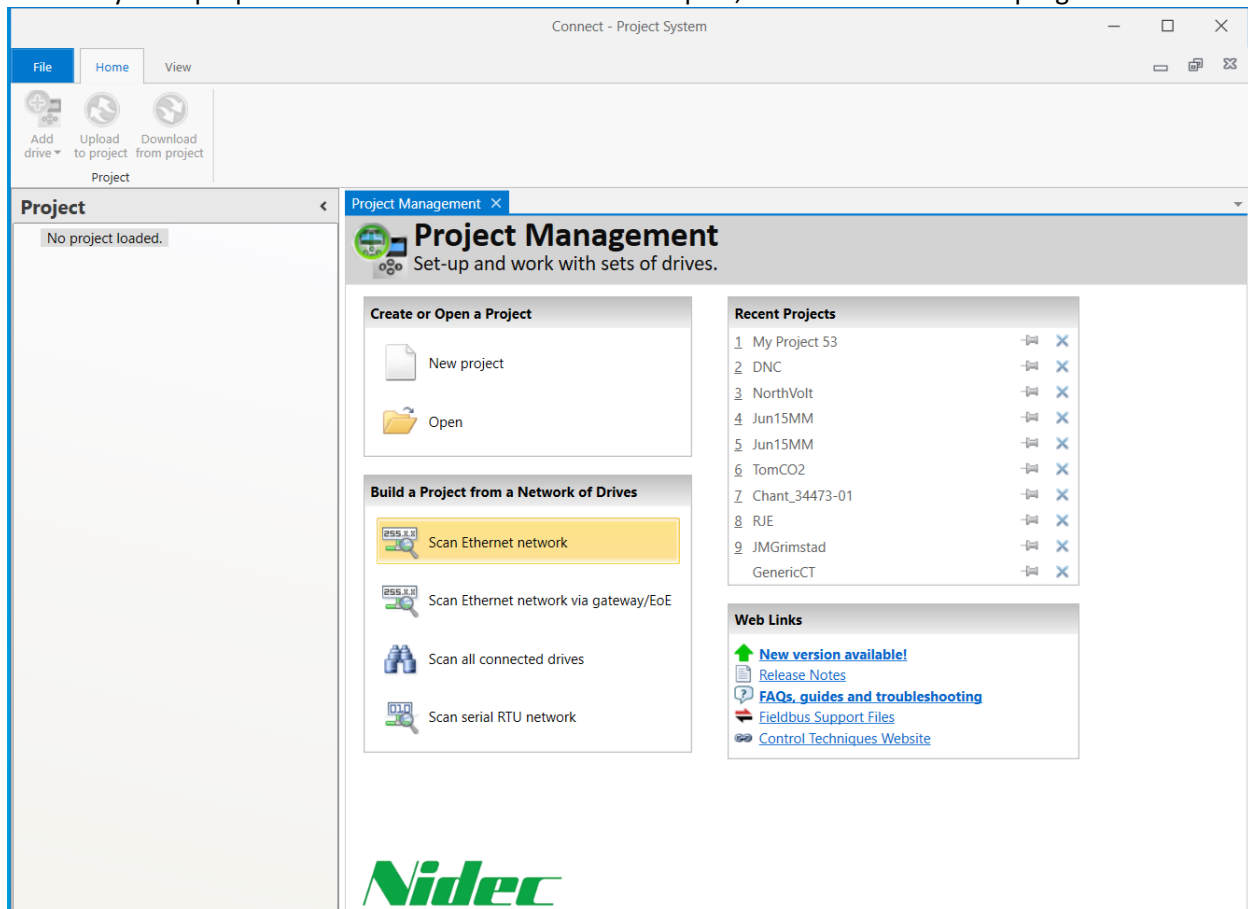 Connect - Project System
File Home View
Add drive
Upload to project
Download from project
Project
Project
No project loaded.
Project Management
Project Management
Set-up and work with sets of drives.
Create or Open a Project
New project
Open
Build a Project from a Network of Drives
255.X.X
Scan Ethernet network
255.X.X
Scan Ethernet network via gateway/EoE
Scan all connected drives
010
Scan serial RTU network
Recent Projects
1 My Project 53
2 DNC
3 NorthVolt
4 Jun15MM
5 Jun15MM
6 TomCO2
7 Chant_34473-01
8 RJE
9 JMGrimstad
GenericCT
Web Links
New version available!
Release Notes
FAQs, guides and troubleshooting
Fieldbus Support Files
Control Techniques Website
Nidec